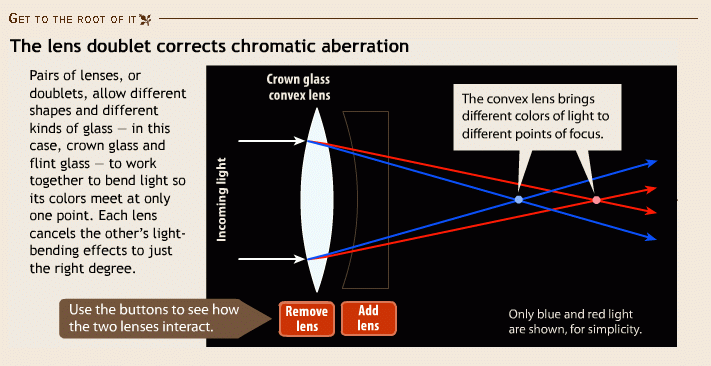 GET TO THE ROOT OF IT
The lens doublet corrects chromatic aberration
Pairs of lenses, or
doublets, allow different
shapes and different
kinds of glass — in this
case, crown glass and
flint glass — to work
together to bend light so
its colors meet at only
one point. Each lens
cancels the other's light-
bending effects to just
the right degree.
Crown glass
convex lens
The convex lens brings
different colors of light to
different points of focus.
Incoming light
Use the buttons to see how
the two lenses interact.
Remove
lens
Add
lens
Only blue and red light
are shown, for simplicity.